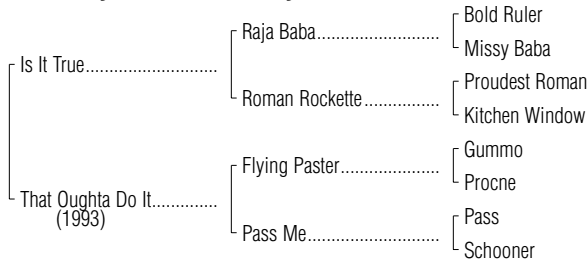 Bold Ruler
Raja Baba
Missy Baba
Is It True
Proudest Roman
Roman Rockette
Kitchen Window
Gummo
Flying Paster
Procne
That Oughta Do It
(1993)
Pass
Pass Me
Schooner